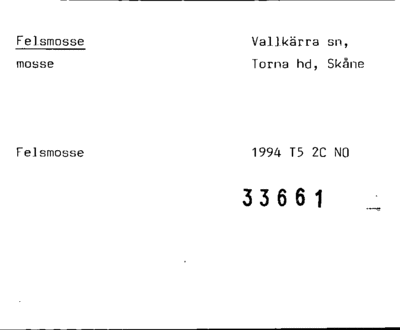 Felsmosse
mosse
Vallkärra sn,
Torna hd, Skåne
Felsmosse
1994 T5 2C NO
33661